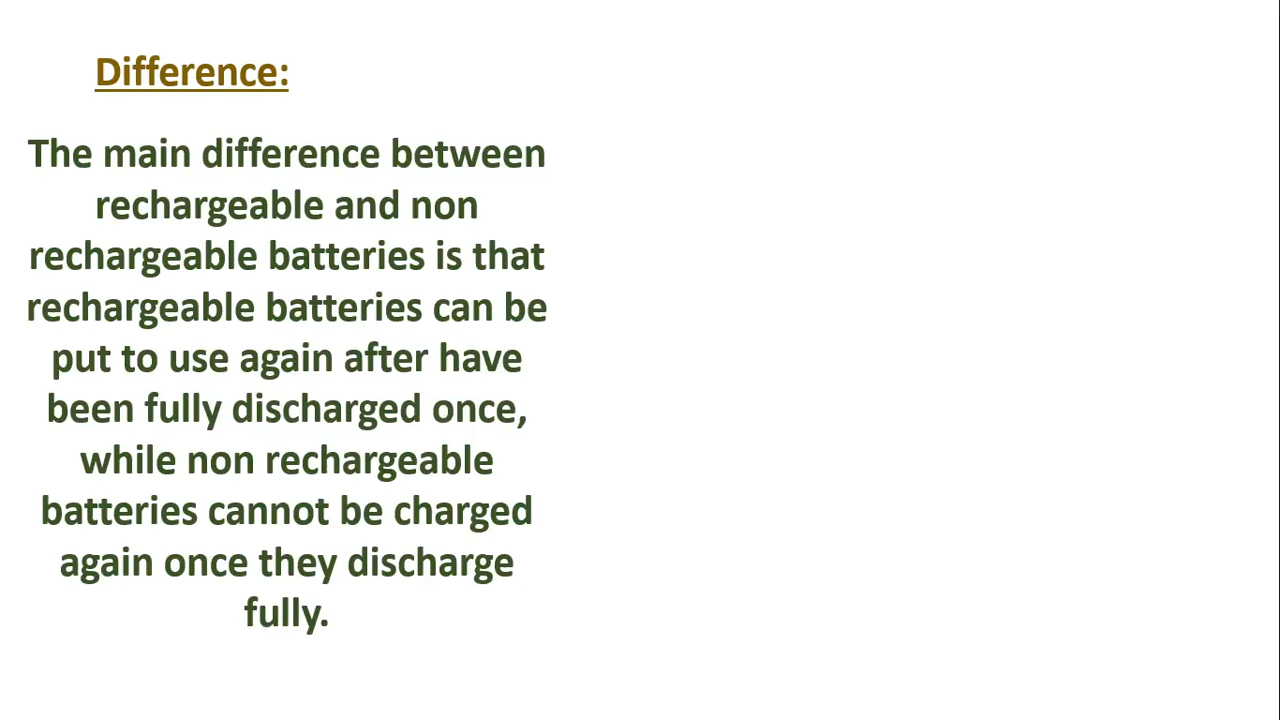 Difference:
The main difference between
rechargeable and non
rechargeable batteries is that
rechargeable batteries can be
put to use again after have
been fully discharged once,
while non rechargeable
batteries cannot be charged
again once they discharge
fully.